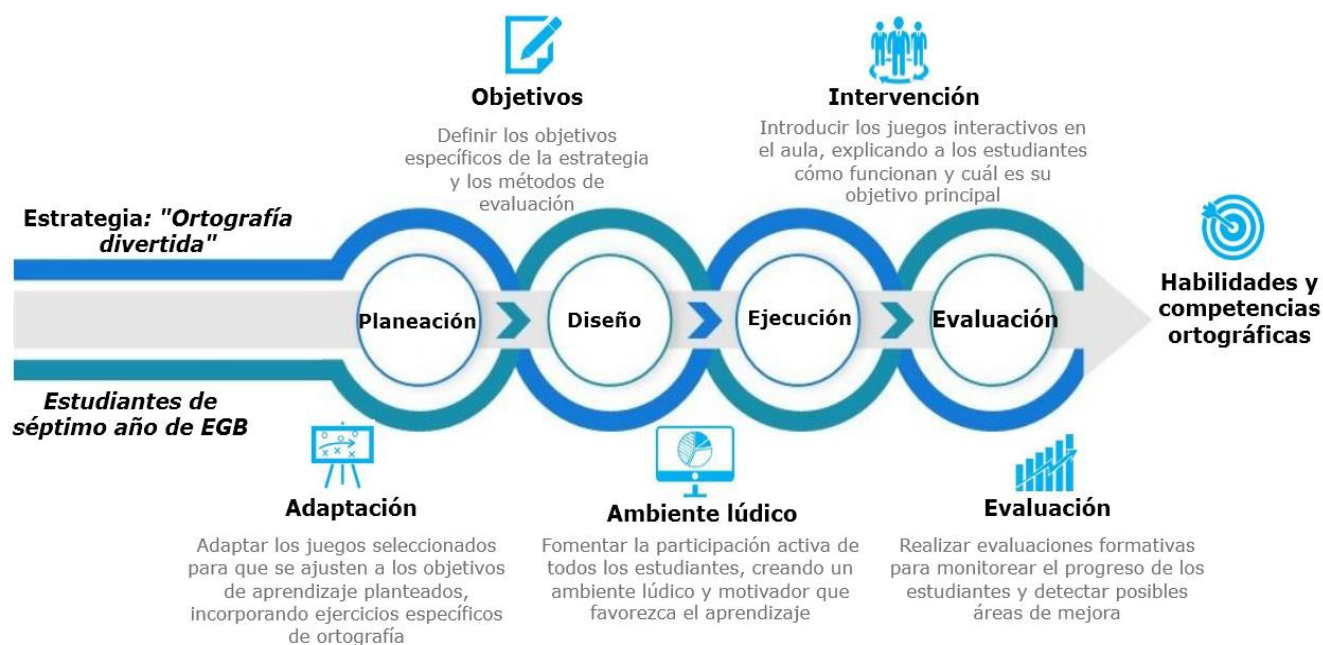 Objetivos
Definir los objetivos
específicos de la estrategia
y los métodos de
evaluación
Intervención
Introducir los juegos interactivos en
el aula, explicando a los estudiantes
cómo funcionan y cuál es su
objetivo principal
Estrategia: "Ortografía
divertida"
Planeación
Diseño
Ejecución
Evaluación
Habilidades y
competencias
ortográficas
Estudiantes de
séptimo año de EGB
Adaptación
Adaptar los juegos seleccionados
para que se ajusten a los objetivos
de aprendizaje planteados,
incorporando ejercicios específicos
de ortografía
Ambiente lúdico
Fomentar la participación activa de
todos los estudiantes, creando un
ambiente lúdico y motivador que
favorezca el aprendizaje
Evaluación
Realizar evaluaciones formativas
para monitorear el progreso de los
estudiantes y detectar posibles
áreas de mejora